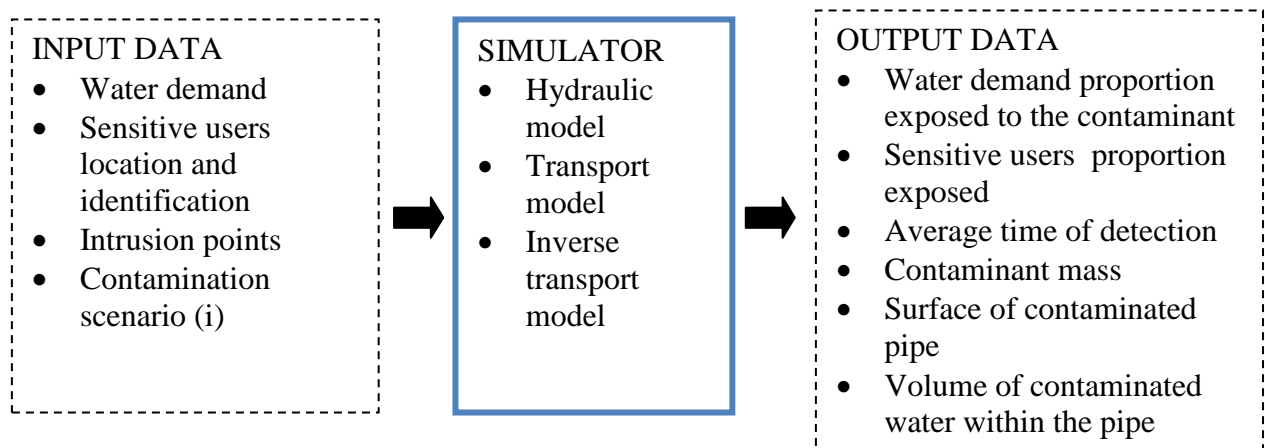 INPUT DATA
• Water demand
• Sensitive users
location and
identification
• Intrusion points
• Contamination
scenario (i)
SIMULATOR
• Hydraulic
model
• Transport
model
• Inverse
transport
model
OUTPUT DATA
• Water demand proportion
exposed to the contaminant
• Sensitive users proportion
exposed
• Average time of detection
• Contaminant mass
• Surface of contaminated
pipe
• Volume of contaminated
water within the pipe